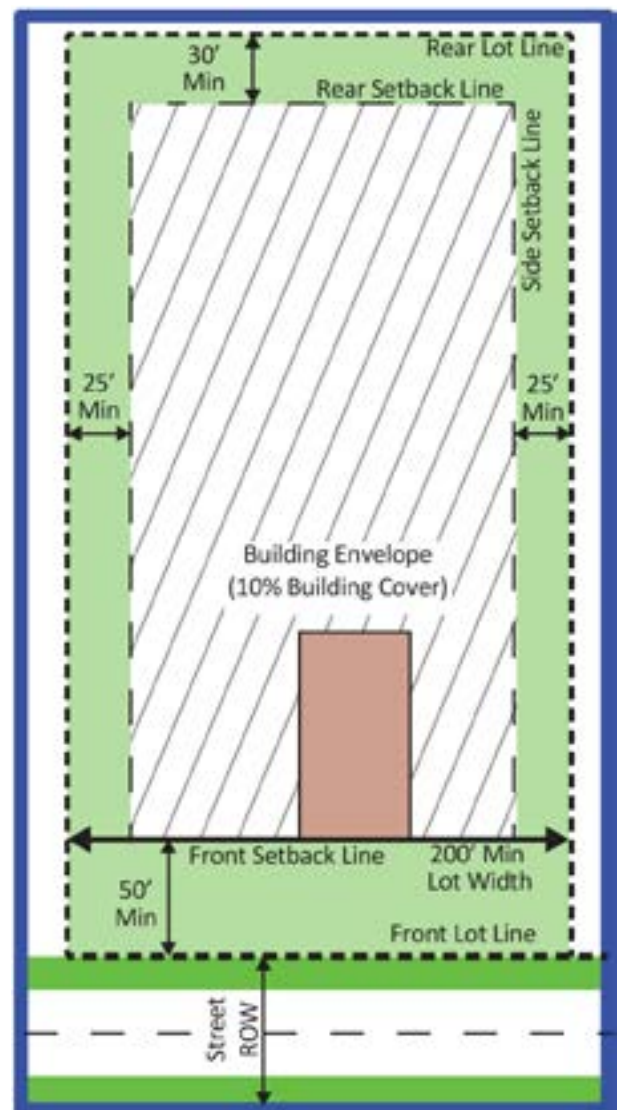 Rear Lot Line
30’
Min
Rear Setback Line
Side Setback Line
25’
Min
25’
Min
Building Envelope
(10% Building Cover)
Front Setback Line
200’ Min
Lot Width
50’
Min
Front Lot Line
Street
ROW